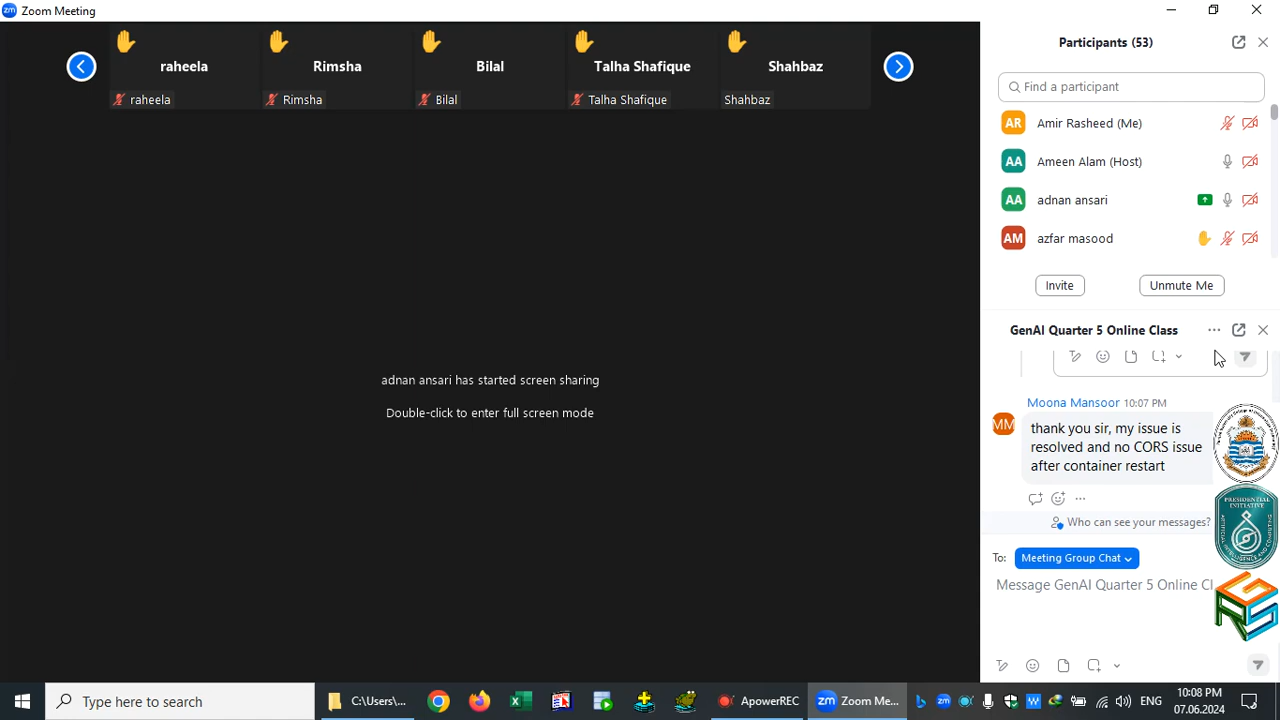 Zoom Meeting
raheela
Rimsha
Bilal
Talha Shafique
Shahbaz
raheela
Rimsha
Bilal
Talha Shafique
Shahbaz
adnan ansari has started screen sharing
Double-click to enter full screen mode
Participants (53)
Find a participant
AR Amir Rasheed (Me)
AA Ameen Alam (Host)
AA adnan ansari
AM azfar masood
Invite
Unmute Me
GenAI Quarter 5 Online Class
Moona Mansoor 10:07 PM
MM
thank you sir, my issue is
resolved and no CORS issue
after container restart
Who can see your messages?
To: Meeting Group Chat
Message GenAI Quarter 5 Online Cl
PRESIDENTIAL
INITIATIVE
Type here to search
C:\Users\...
ApowerREC
Zoom Me...
ENG
10:08 PM
07.06.2024